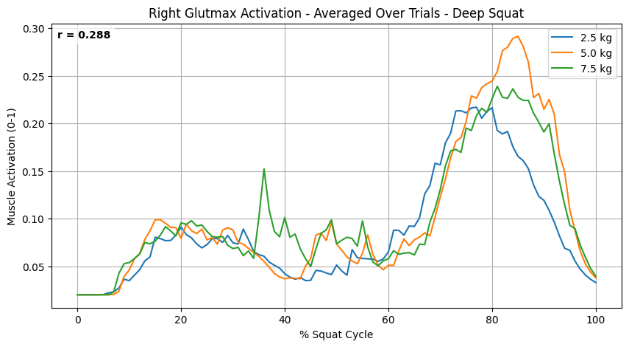 Right Glutmax Activation - Averaged Over Trials - Deep Squat
r = 0.288
2.5 kg
5.0 kg
7.5 kg
Muscle Activation (0-1)
0.30
0.25
0.20
0.15
0.10
0.05
0
20
40
60
80
100
% Squat Cycle